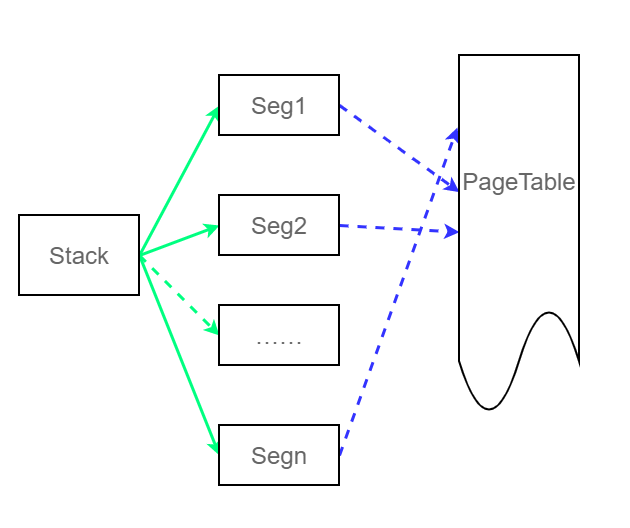 Stack
Seg1
Seg2
......
Segn
PageTable